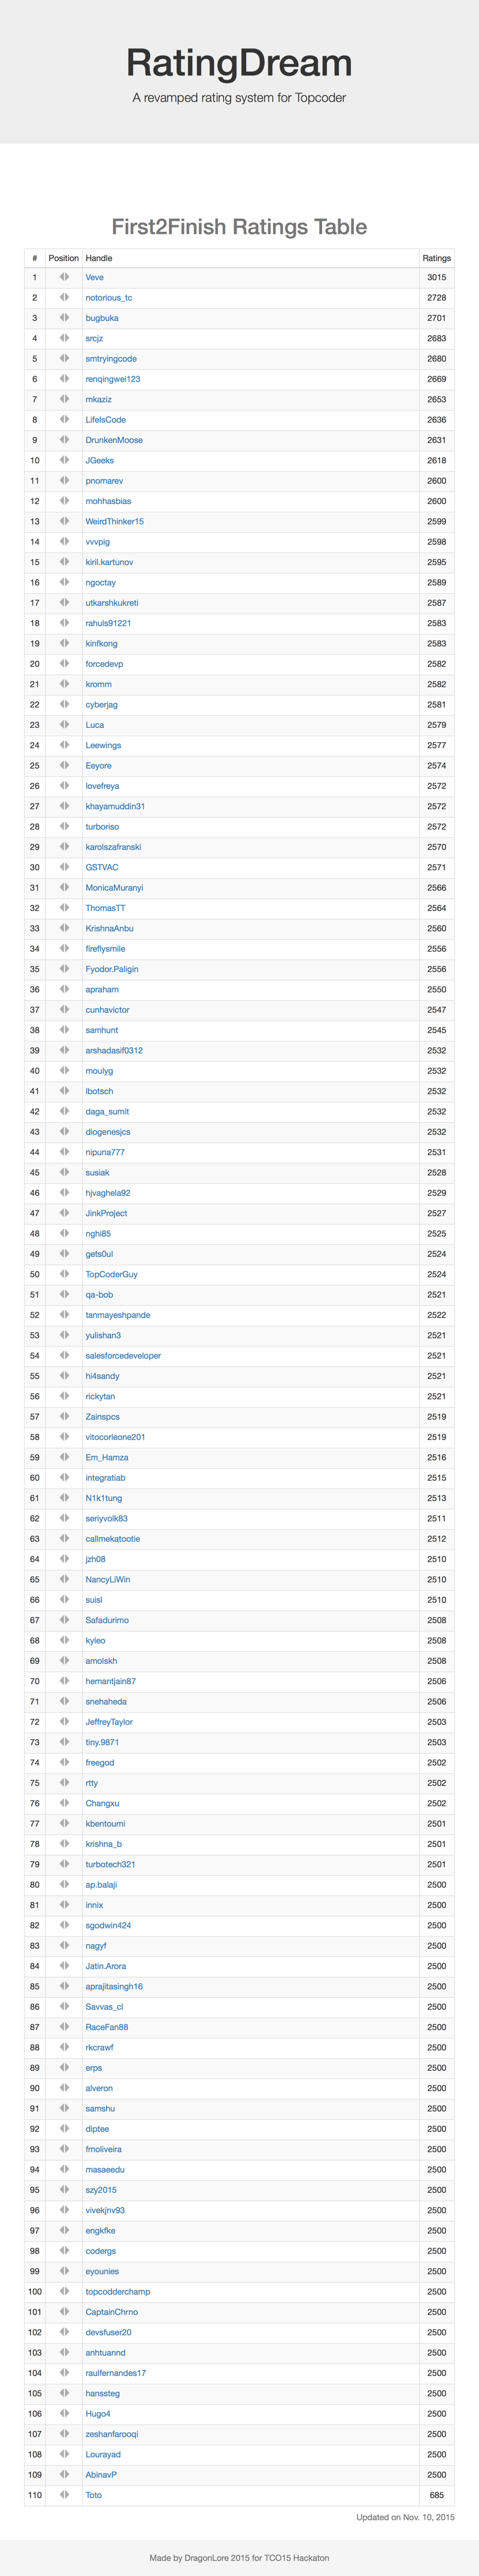 RatingDream
A revamped rating system for Topcoder
First2Finish Ratings Table
# Position Handle Ratings
1 Veve 3015
2 notorious_tc 2728
3 bugbuka 2701
4 srcjz 2683
5 smtryingcode 2680
6 renqingwei123 2669
7 mkaziz 2653
8 LifeIsCode 2636
9 DrunkenMoose 2631
10 JGeeks 2618
11 pnomarev 2600
12 mohhasbias 2600
13 WeirdThinker15 2599
14 vvvpig 2598
15 kiril.kartunov 2595
16 ngoctay 2589
17 utkarshkukreti 2587
18 rahuls91221 2583
19 kinfkong 2583
20 forcedevp 2582
21 kromm 2582
22 cyberjag 2581
23 Luca 2579
24 Leewings 2577
25 Eeyore 2574
26 lovefreya 2572
27 khayamuddin31 2572
28 turboriso 2572
29 karolszafranski 2570
30 GSTVAC 2571
31 MonicaMuranyi 2566
32 ThomasTT 2564
33 KrishnaAnbu 2560
34 fireflysmile 2556
35 Fyodor.Paligin 2556
36 apraham 2550
37 cunhavictor 2547
38 samhunt 2545
39 arshadasif0312 2532
40 moulyg 2532
41 lbotsch 2532
42 daga_sumit 2532
43 diogenesjcs 2532
44 nipuna777 2531
45 susiak 2528
46 hjvaghela92 2529
47 JinkProject 2527
48 nghi85 2525
49 gets0ul 2524
50 TopCoderGuy 2524
51 qa-bob 2521
52 tanmayeshpande 2522
53 yulishan3 2521
54 salesforcedeveloper 2521
55 hi4sandy 2521
56 rickytan 2521
57 Zainspcs 2519
58 vitocorleone201 2519
59 Em_Hamza 2516
60 integratiab 2515
61 N1k1tung 2513
62 seriyvolk83 2511
63 callmekatootie 2512
64 jzh08 2510
65 NancyLiWin 2510
66 suisl 2510
67 Safadurimo 2508
68 kyleo 2508
69 amolskh 2508
70 hemantjain87 2506
71 snehaheda 2506
72 JeffreyTaylor 2503
73 tiny.9871 2503
74 freegod 2502
75 rtty 2502
76 Changxu 2502
77 kbentoumi 2501
78 krishna_b 2501
79 turbotech321 2501
80 ap.balaji 2500
81 innix 2500
82 sgodwin424 2500
83 nagyf 2500
84 Jatin.Arora 2500
85 aprajitasingh16 2500
86 Savvas_cl 2500
87 RaceFan88 2500
88 rkcrawf 2500
89 erps 2500
90 alveron 2500
91 samshu 2500
92 diptee 2500
93 fmoliveira 2500
94 masaeedu 2500
95 szy2015 2500
96 vivekjnv93 2500
97 engkfke 2500
98 codergs 2500
99 eyounies 2500
100 topcodderchamp 2500
101 CaptainChrno 2500
102 devsfuser20 2500
103 anhtuannd 2500
104 raulfernandes17 2500
105 hanssteg 2500
106 Hugo4 2500
107 zeshanfarooqi 2500
108 Lourayad 2500
109 AbinavP 2500
110 Toto 685
Updated on Nov. 10, 2015
Made by DragonLore 2015 for TCO15 Hackaton